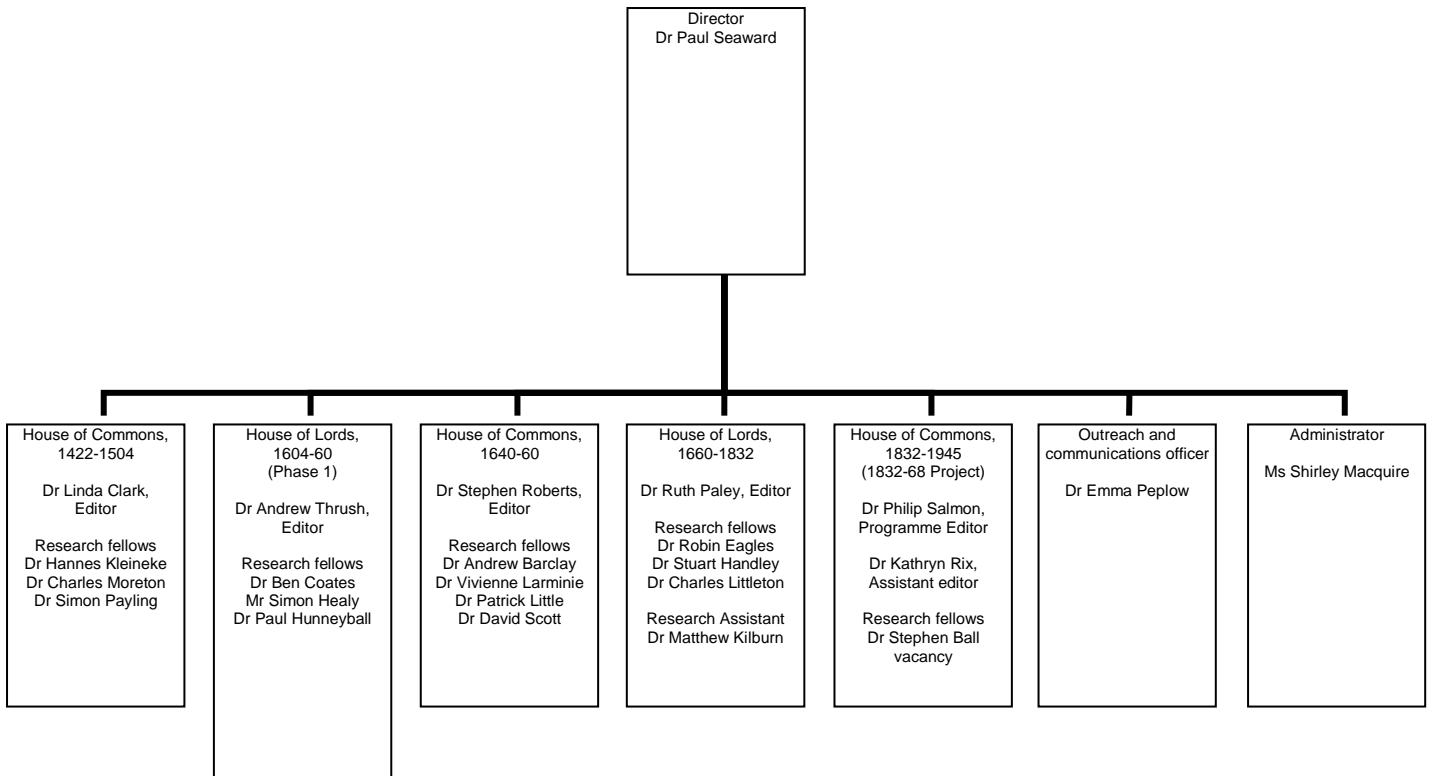 Director
Dr Paul Seaward
House of Commons,
1422-1504
Dr Linda Clark,
Editor
Research fellows
Dr Hannes Kleineke
Dr Charles Moreton
Dr Simon Payling
House of Lords,
1604-60
(Phase 1)
Dr Andrew Thrush,
Editor
Research fellows
Dr Ben Coates
Mr Simon Healy
Dr Paul Hunneyball
House of Commons,
1640-60
Dr Stephen Roberts,
Editor
Research fellows
Dr Andrew Barclay
Dr Vivienne Larminie
Dr Patrick Little
Dr David Scott
House of Lords,
1660-1832
Dr Ruth Paley, Editor
Research fellows
Dr Robin Eagles
Dr Stuart Handley
Dr Charles Littleton
Research Assistant
Dr Matthew Kilburn
House of Commons,
1832-1945
(1832-68 Project)
Dr Philip Salmon,
Programme Editor
Dr Kathryn Rix,
Assistant editor
Research fellows
Dr Stephen Ball
vacancy
Outreach and
communications officer
Dr Emma Peplow
Administrator
Ms Shirley Macquire